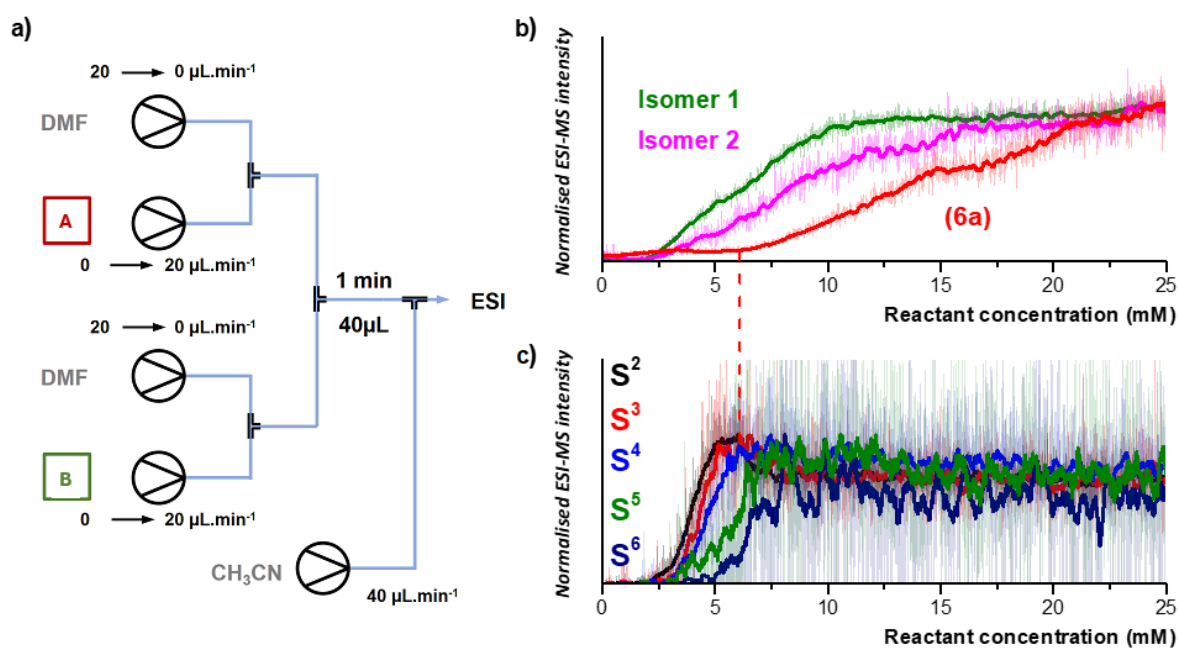 a)
20 → 0 µL.min⁻¹
DMF
A
0 → 20 µL.min⁻¹
1 min
40µL
ESI
20 → 0 µL.min⁻¹
DMF
B
0 → 20 µL.min⁻¹
CH₃CN
40 µL.min⁻¹
b)
Normalised ESI-MS intensity
Isomer 1
Isomer 2
(6a)
0 5 10 15 20 25
Reactant concentration (mM)
c)
Normalised ESI-MS intensity
S²
S³
S⁴
S⁵
S⁶
0 5 10 15 20 25
Reactant concentration (mM)